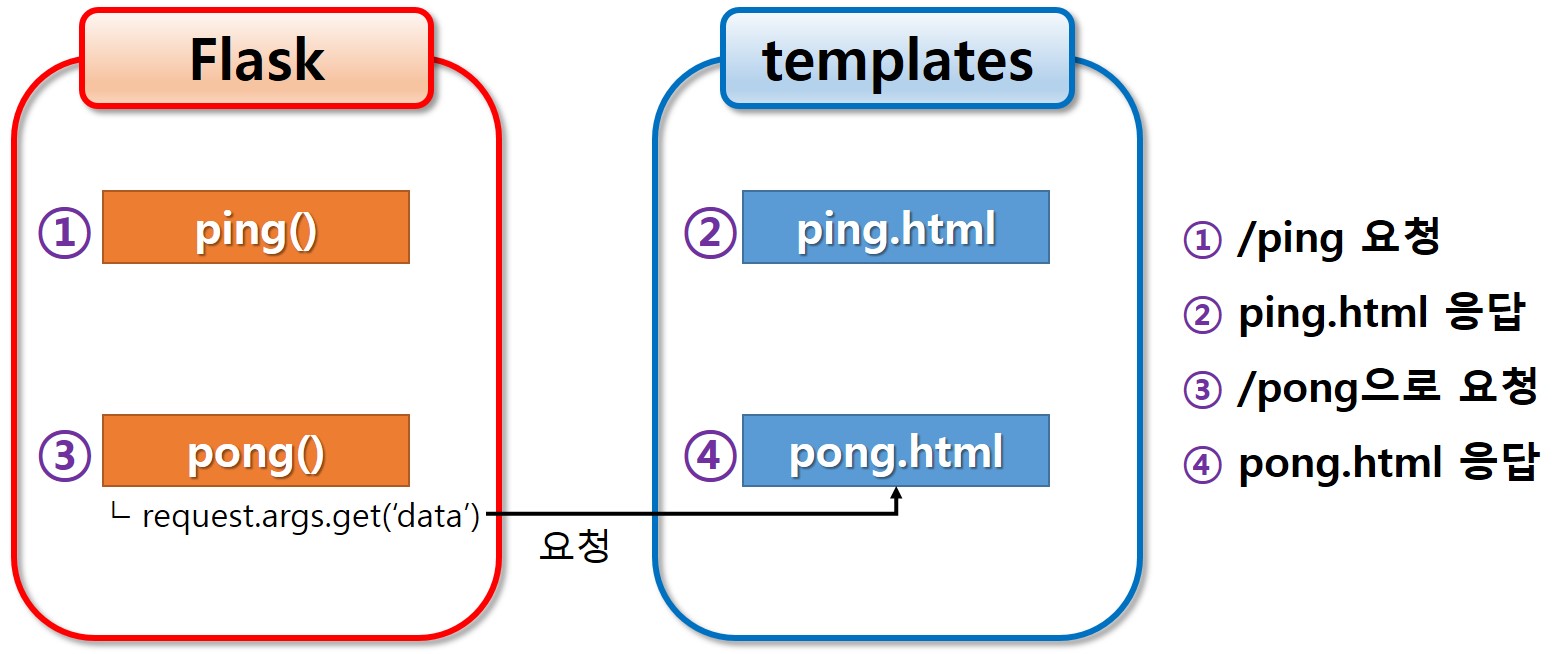 Flask
templates
① ping()
② ping.html
③ pong()
└ request.args.get(‘data’)
요청
④ pong.html
① /ping 요청
② ping.html 응답
③ /pong으로 요청
④ pong.html 응답